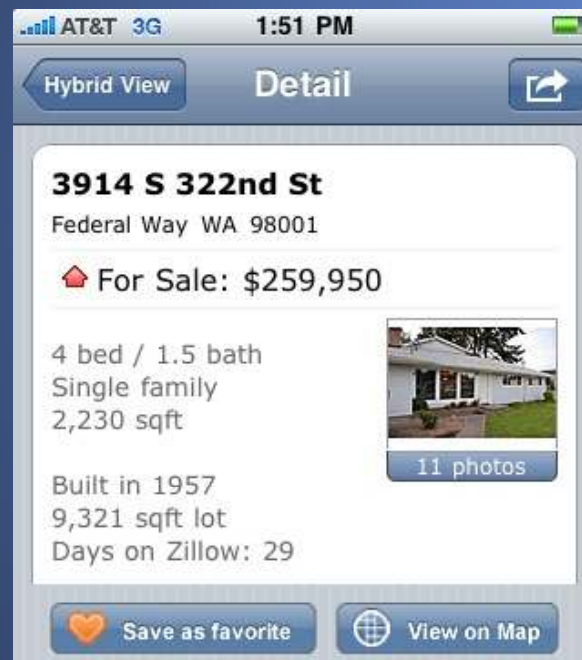 AT&T 3G 1:51 PM
Hybrid View Detail
3914 S 322nd St
Federal Way WA 98001
For Sale: $259,950
4 bed / 1.5 bath
Single family
2,230 sqft
11 photos
Built in 1957
9,321 sqft lot
Days on Zillow: 29
Save as favorite View on Map